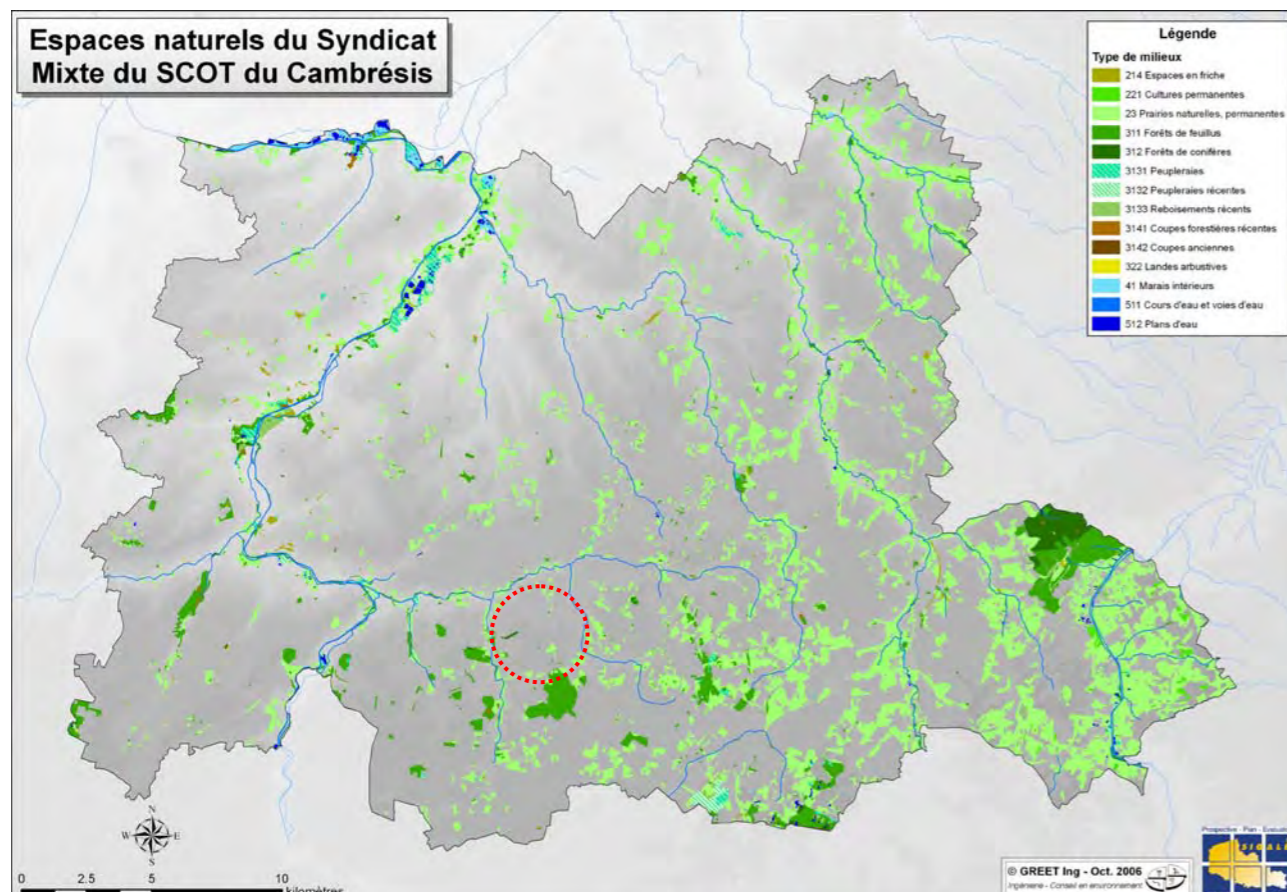 Espaces naturels du Syndicat
Mixte du SCOT du Cambrésis
Légende
Type de milieux
214 Espaces en friche
221 Cultures permanentes
23 Prairies naturelles, permanentes
311 Forêts de feuillus
312 Forêts de conifères
3131 Peupleraies
3132 Peupleraies récentes
3133 Reboisements récents
3141 Coupes forestières récentes
3142 Coupes anciennes
322 Landes arbustives
41 Marais intérieurs
511 Cours d'eau et voies d'eau
512 Plans d'eau
N
W E
S
0 2.5 5 10
kilomètres
© GREET Ing - Oct. 2006
Ingénierie - Conseil en environnement
Prospective - Plan - Evaluat
SIGALE